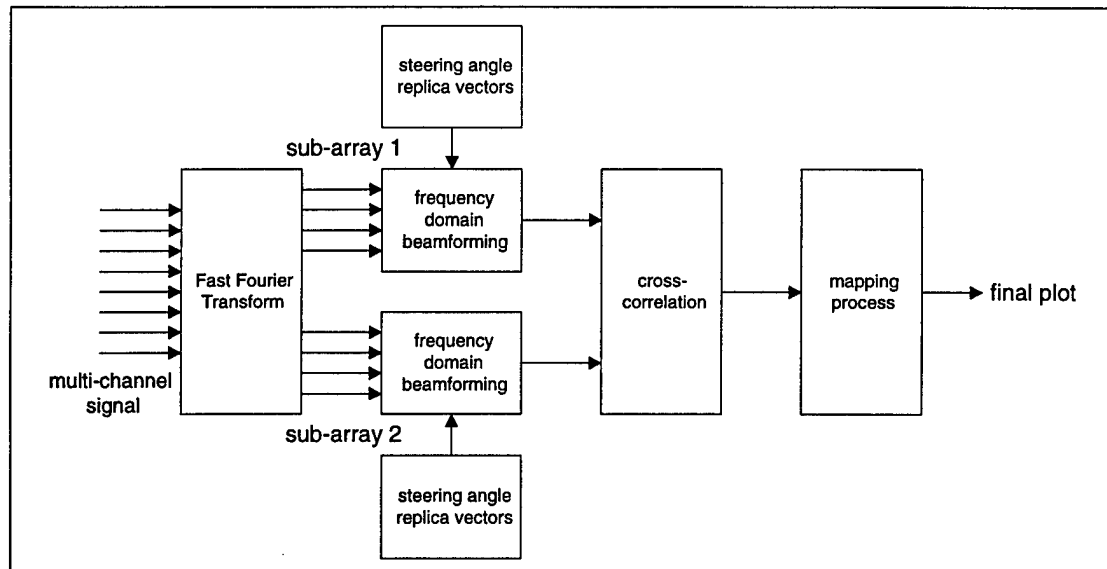 steering angle
replica vectors
sub-array 1
frequency
domain
beamforming
Fast Fourier
Transform
cross-
correlation
mapping
process
final plot
frequency
domain
beamforming
multi-channel
signal
sub-array 2
steering angle
replica vectors